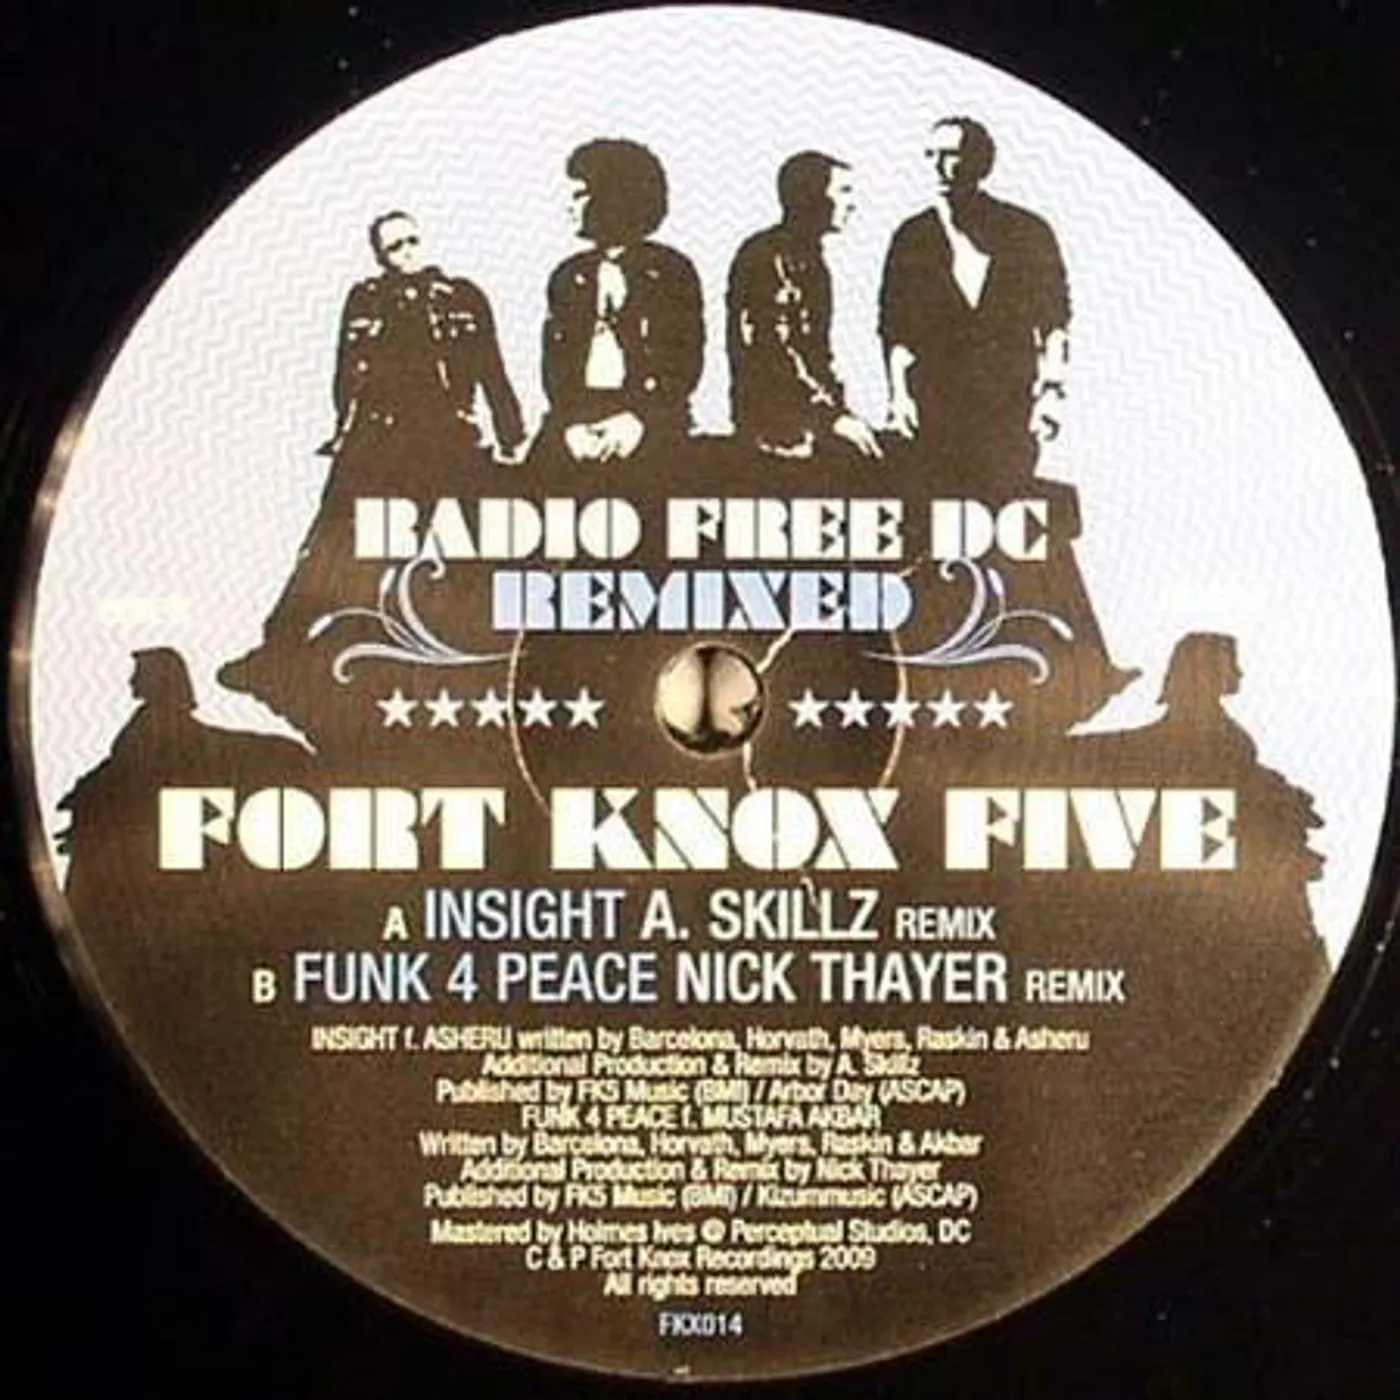 RADIO FREE DC
REMIXED
FORT KNOX FIVE
A INSIGHT A. SKILLZ REMIX
B FUNK 4 PEACE NICK THAYER REMIX
INSIGHT f. ASHERU written by Barcelona, Horvath, Myers, Raskin & Asheru
Additional Production & Remix by A. Skillz
Published by FK5 Music (BMI) / Arbor Day (ASCAP)
FUNK 4 PEACE f. MUSTAFA AKBAR
Written by Barcelona, Horvath, Myers, Raskin & Akbar
Additional Production & Remix by Nick Thayer
Published by FK5 Music (BMI) / Kizummusic (ASCAP)
Mastered by Holmes Ives @ Perceptual Studios, DC
C & P Fort Knox Recordings 2009
All rights reserved
FKX014